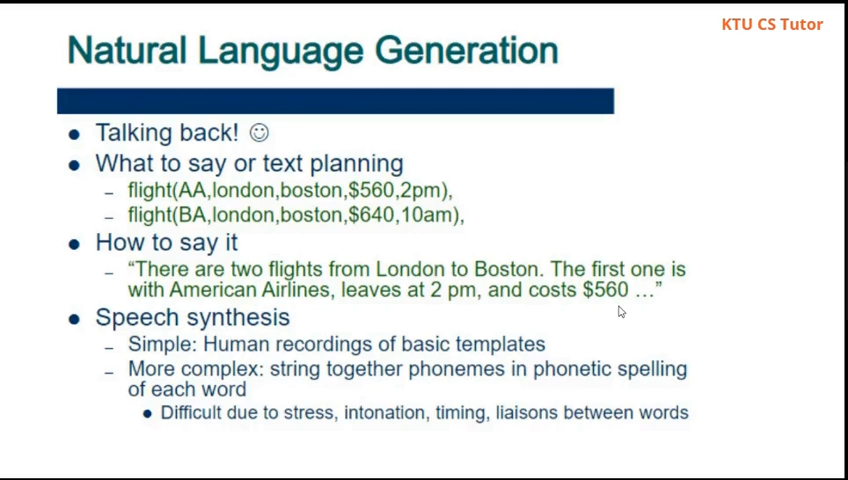 KTU CS Tutor
Natural Language Generation
● Talking back! ☺
● What to say or text planning
– flight(AA,london,boston,$560,2pm),
– flight(BA,london,boston,$640,10am),
● How to say it
– “There are two flights from London to Boston. The first one is
with American Airlines, leaves at 2 pm, and costs $560 …”
● Speech synthesis
– Simple: Human recordings of basic templates
– More complex: string together phonemes in phonetic spelling
of each word
● Difficult due to stress, intonation, timing, liaisons between words